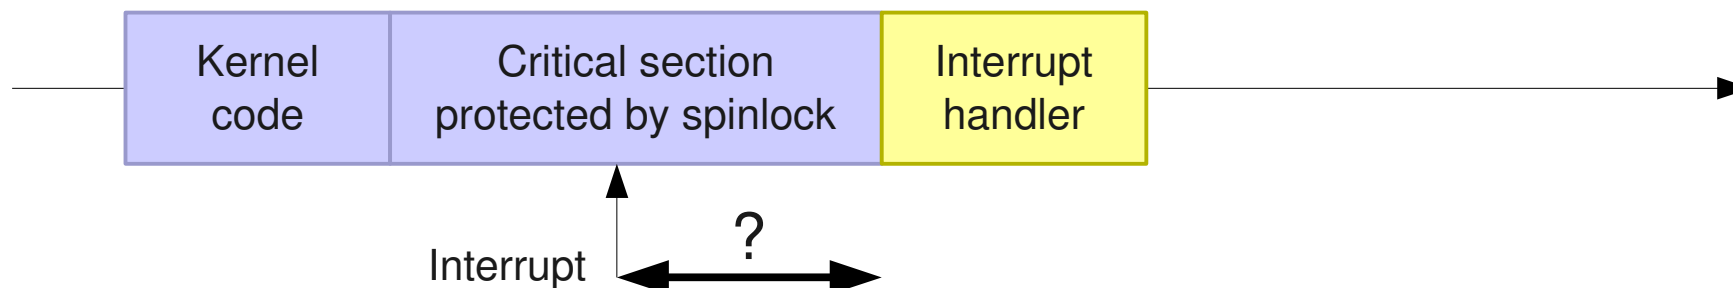 Kernel
code
Critical section
protected by spinlock
Interrupt
handler
?
Interrupt